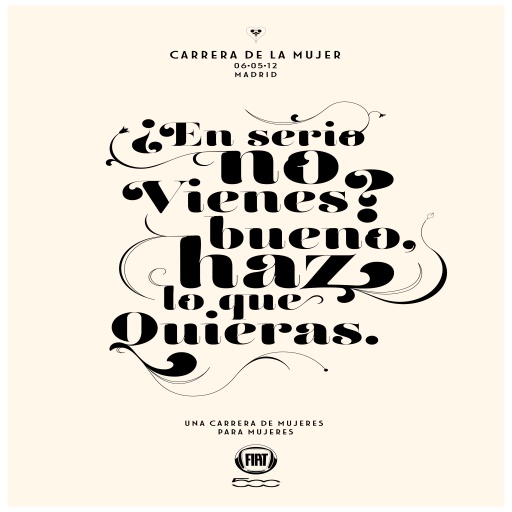 CARRERA DE LA MUJER
06·05·12
MADRID
¿En serio
no
Vienes?
bueno,
haz
lo que
Quieras.
UNA CARRERA DE MUJERES
PARA MUJERES
FIAT
500